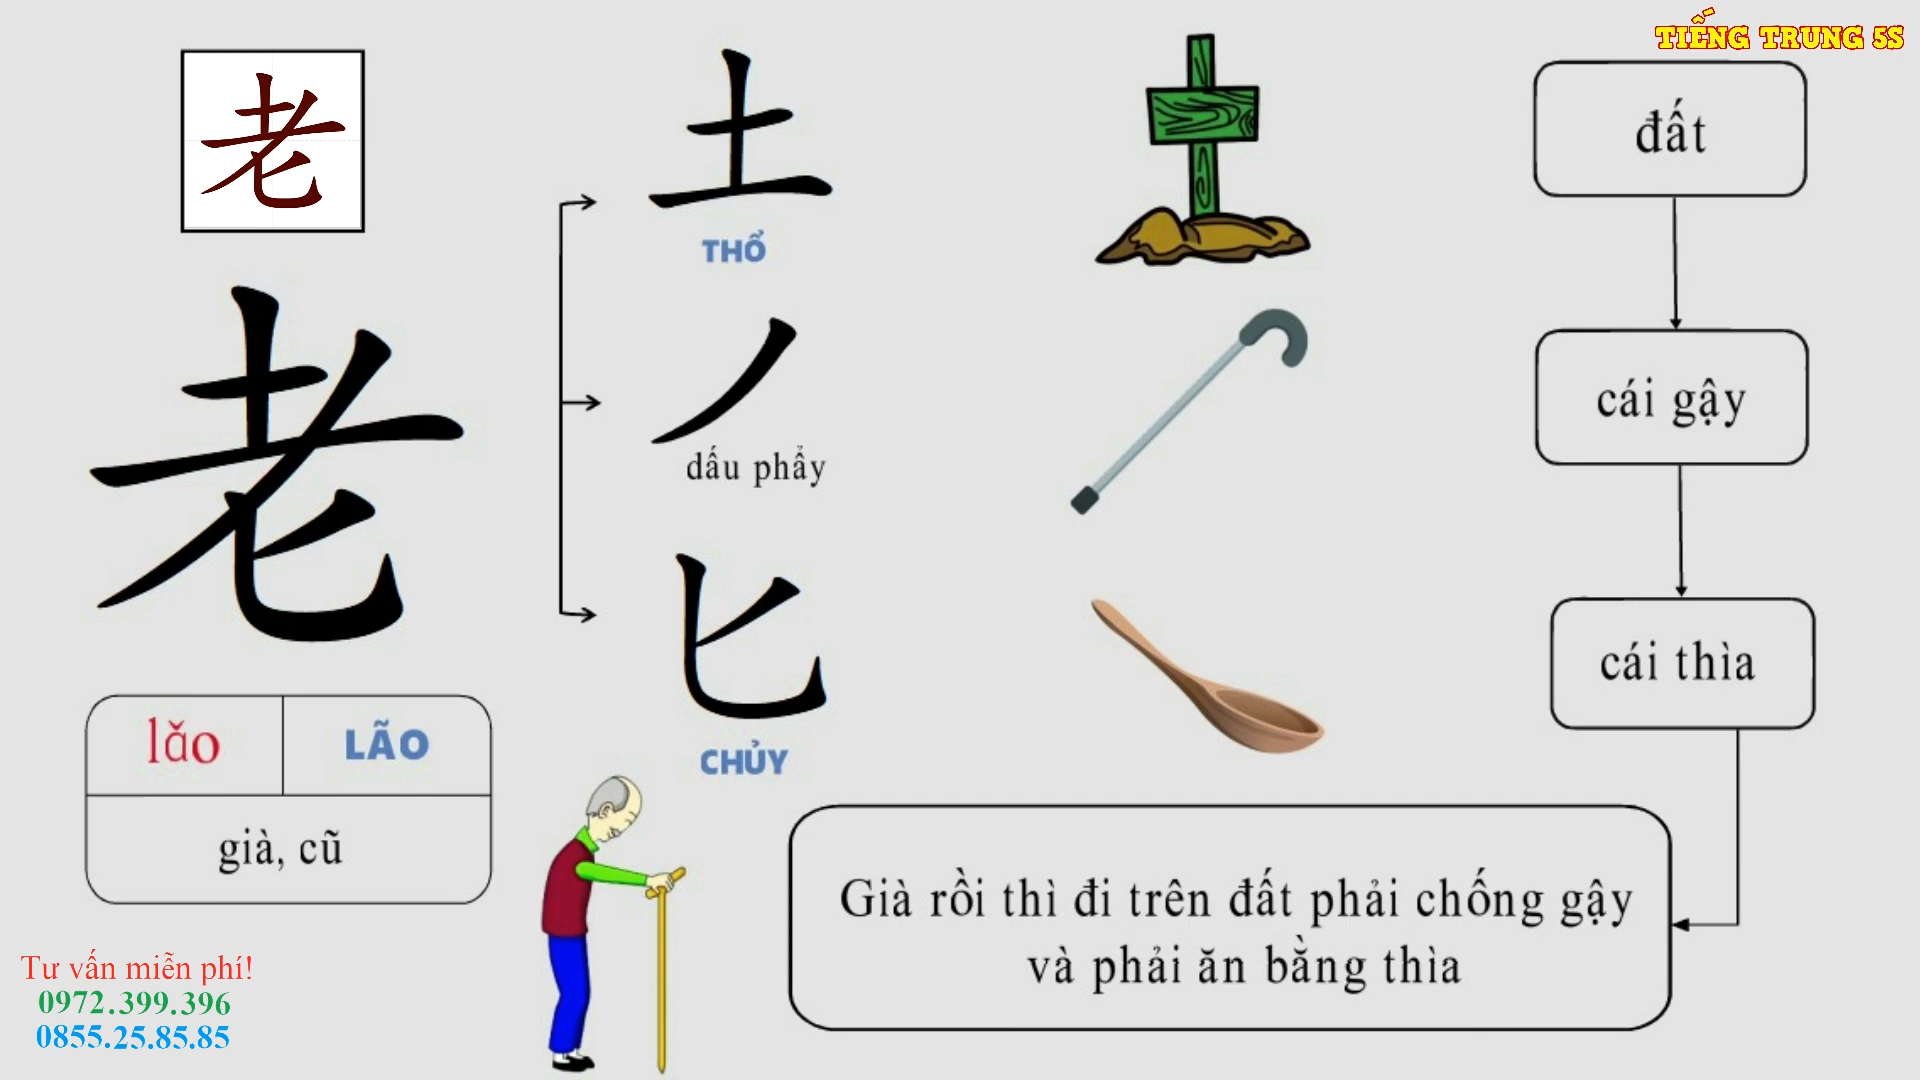 TIẾNG TRUNG 5S
老
老
lǎo
LÃO
già, cũ
土
THỔ
丿
dấu phẩy
匕
CHỦY
đất
cái gậy
cái thìa
Già rồi thì đi trên đất phải chống gậy
và phải ăn bằng thìa
Tư vấn miễn phí!
0972.399.396
0855.25.85.85